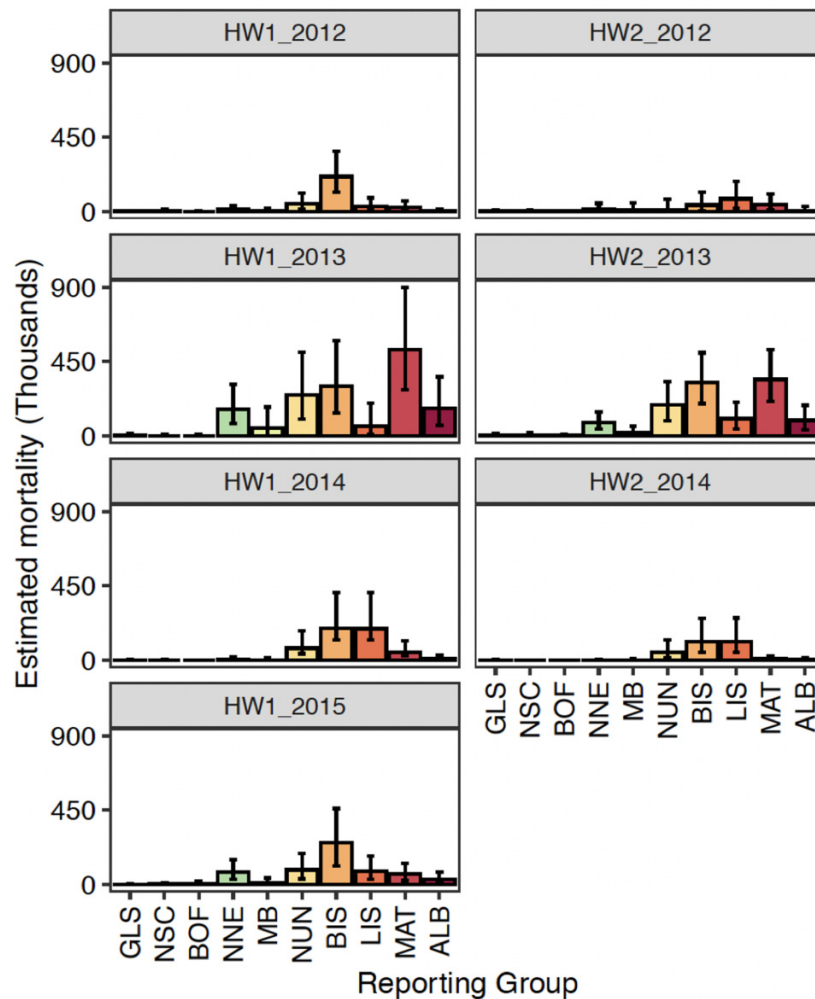 HW1_2012
HW2_2012
900
450
0
HW1_2013
HW2_2013
900
450
0
Estimated mortality (Thousands)
HW1_2014
HW2_2014
900
450
0
GLS NSC BOF NNE MB NUN BIS LIS MAT ALB
HW1_2015
900
450
0
GLS NSC BOF NNE MB NUN BIS LIS MAT ALB
Reporting Group